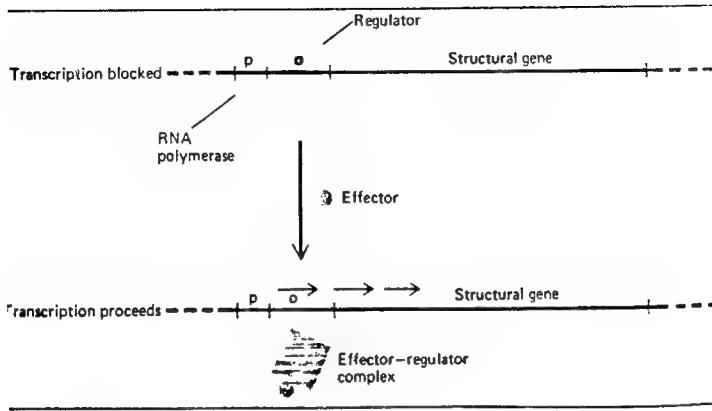 Regulator
p o Structural gene
Transcription blocked
RNA
polymerase
Effector
p o Structural gene
Transcription proceeds
Effector–regulator
complex